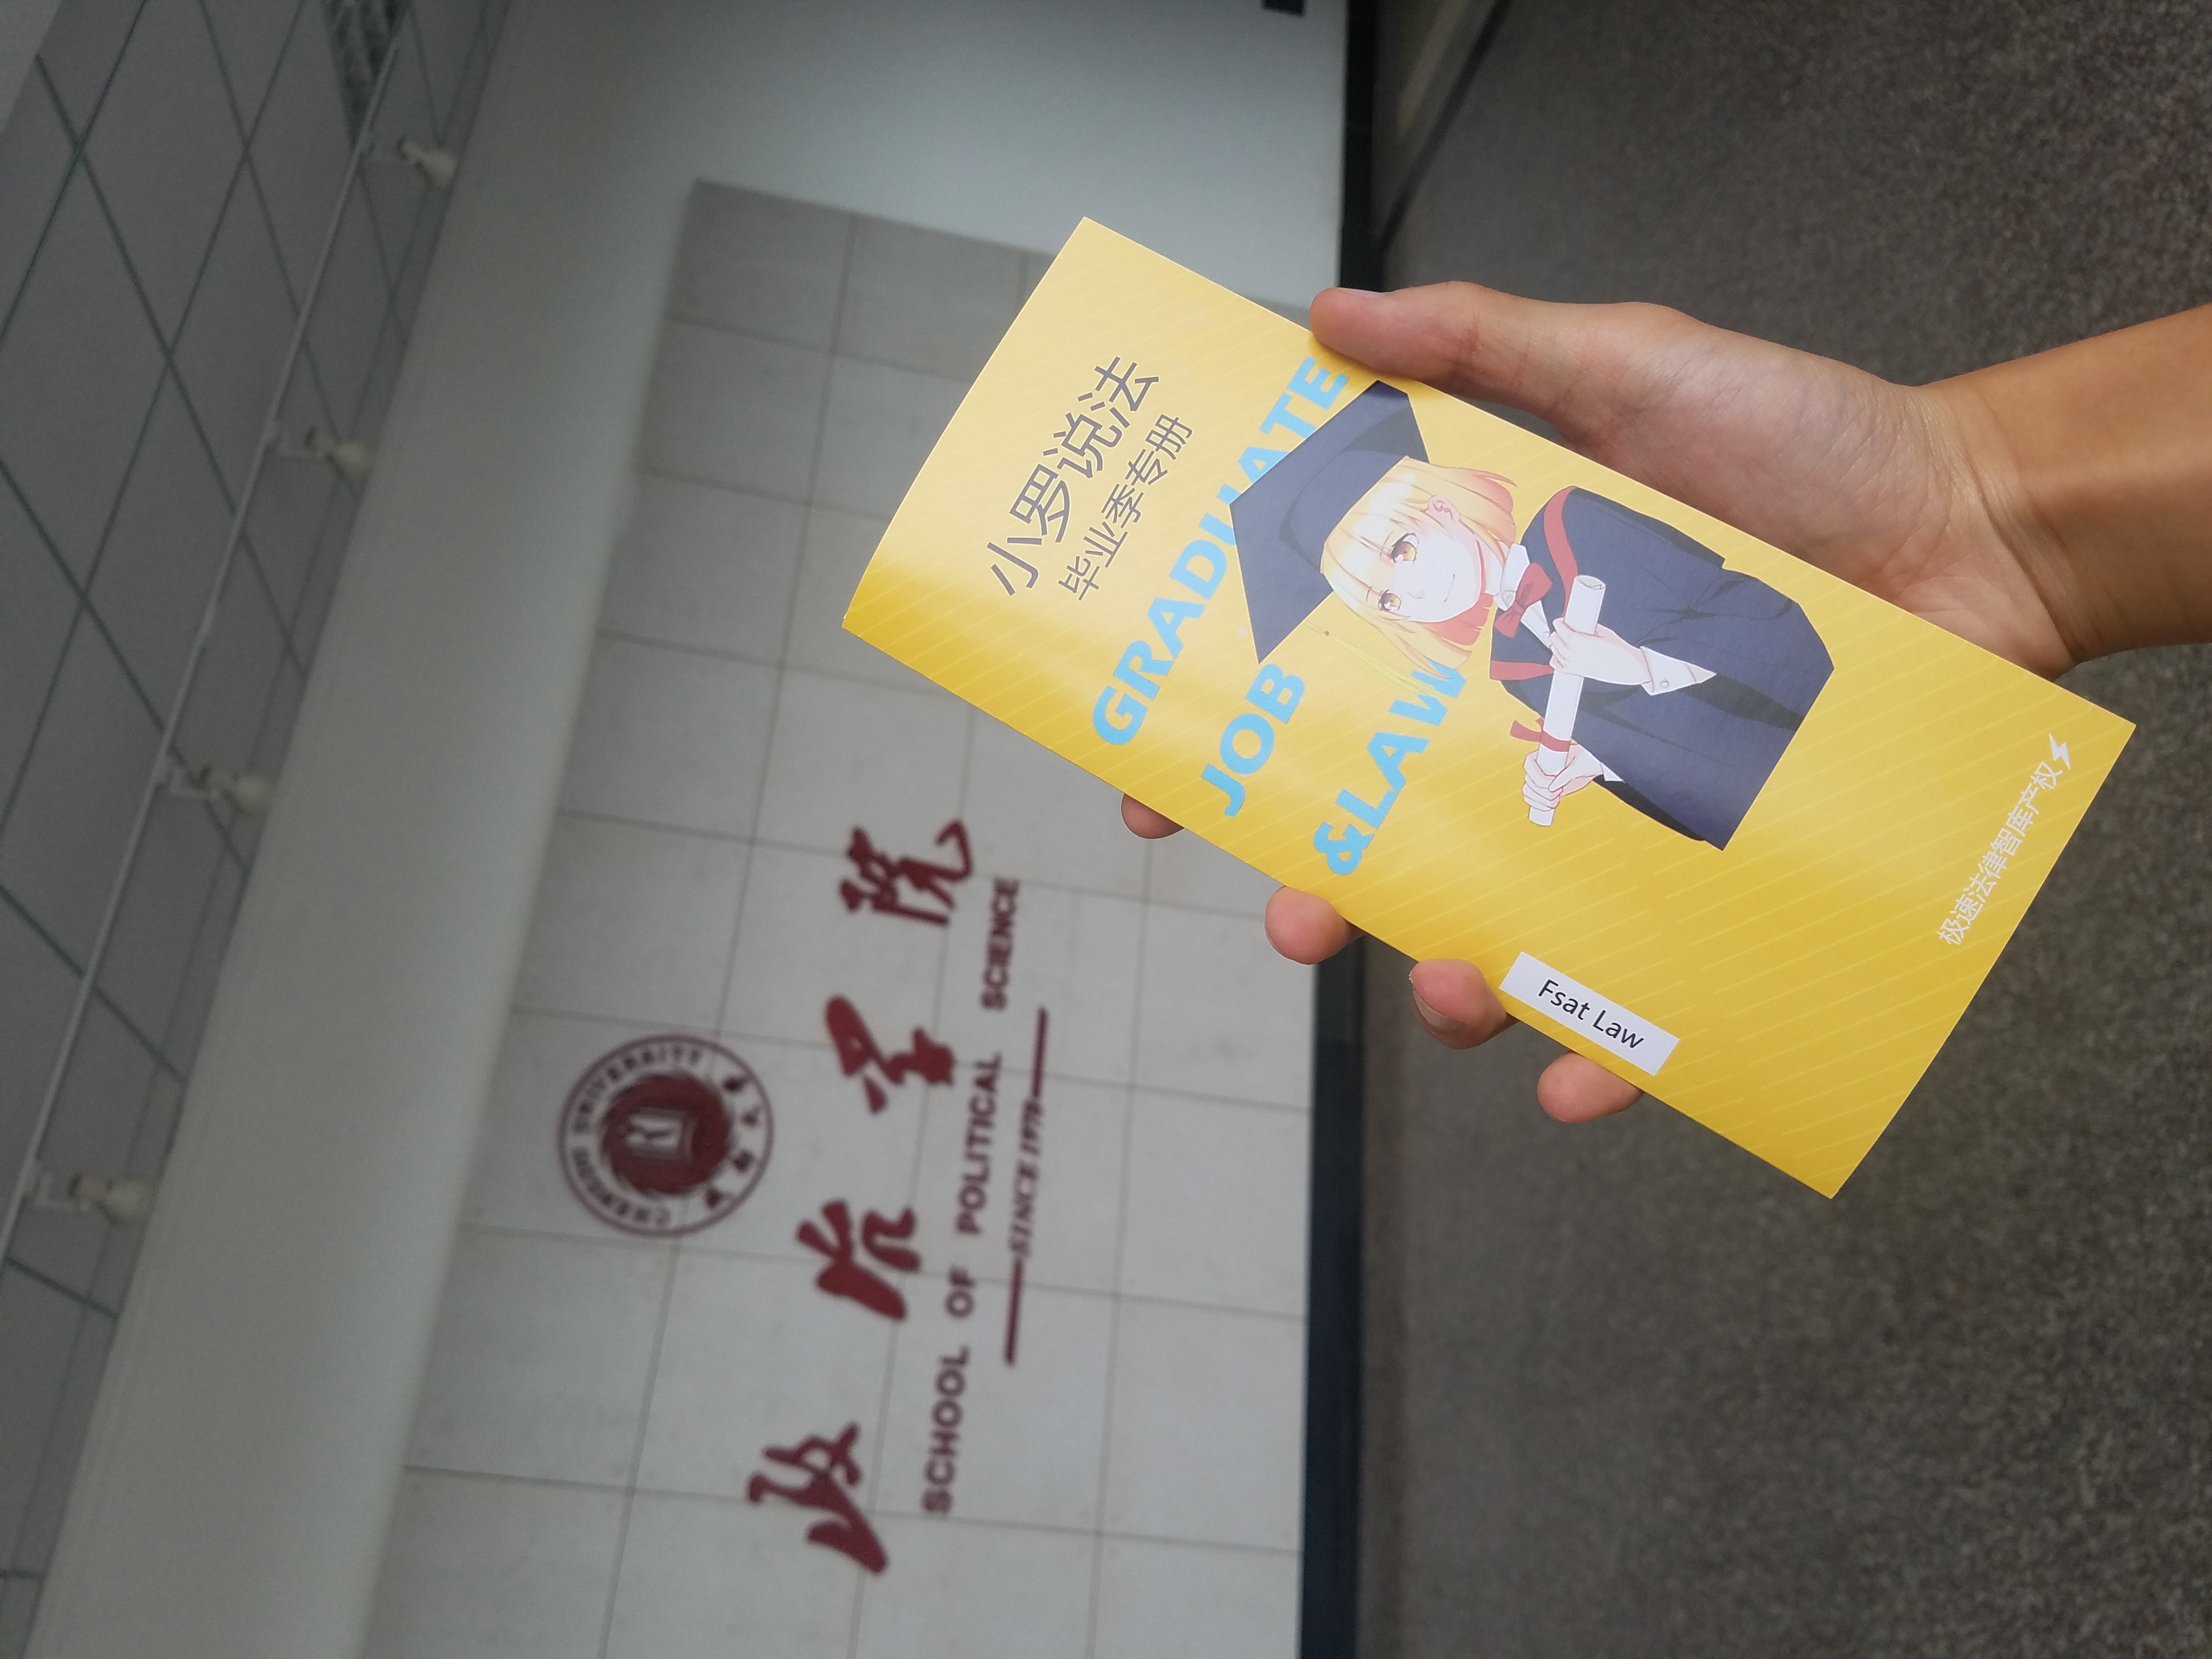 小罗说法
毕业季专册
GRADUATE
JOB
&LAW
Fsat Law
极速法律智库产权
政治学院
SCHOOL OF POLITICAL SCIENCE
SINCE 1979